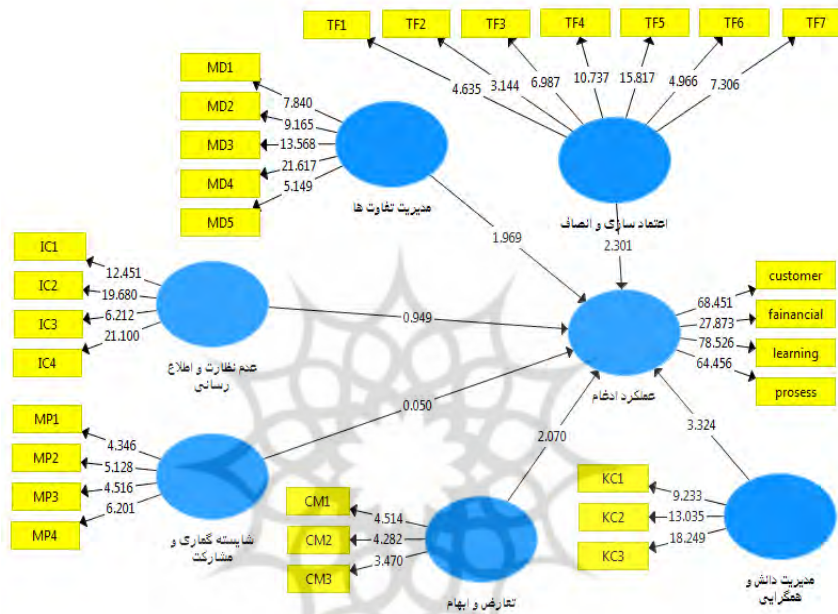 TF1
TF2
TF3
TF4
TF5
TF6
TF7
4.635
3.144
6.987
10.737
15.817
4.966
7.306
اعتماد سازی و انصاف
2.301
MD1
MD2
MD3
MD4
MD5
7.840
9.165
13.568
21.617
5.149
مدیریت تفاوت ها
1.969
IC1
IC2
IC3
IC4
12.451
19.680
6.212
21.100
عدم نظارت و اطلاع
رسانی
0.949
customer
fainancial
learning
prosess
68.451
27.873
78.526
64.456
عملکرد ادغام
MP1
MP2
MP3
MP4
4.346
5.128
4.516
6.201
شایسته گماری و
مشارکت
0.050
CM1
CM2
CM3
4.514
4.282
3.470
تعارض و ابهام
2.070
KC1
KC2
KC3
9.233
13.035
18.249
مدیریت دانش و
همگرایی
3.324